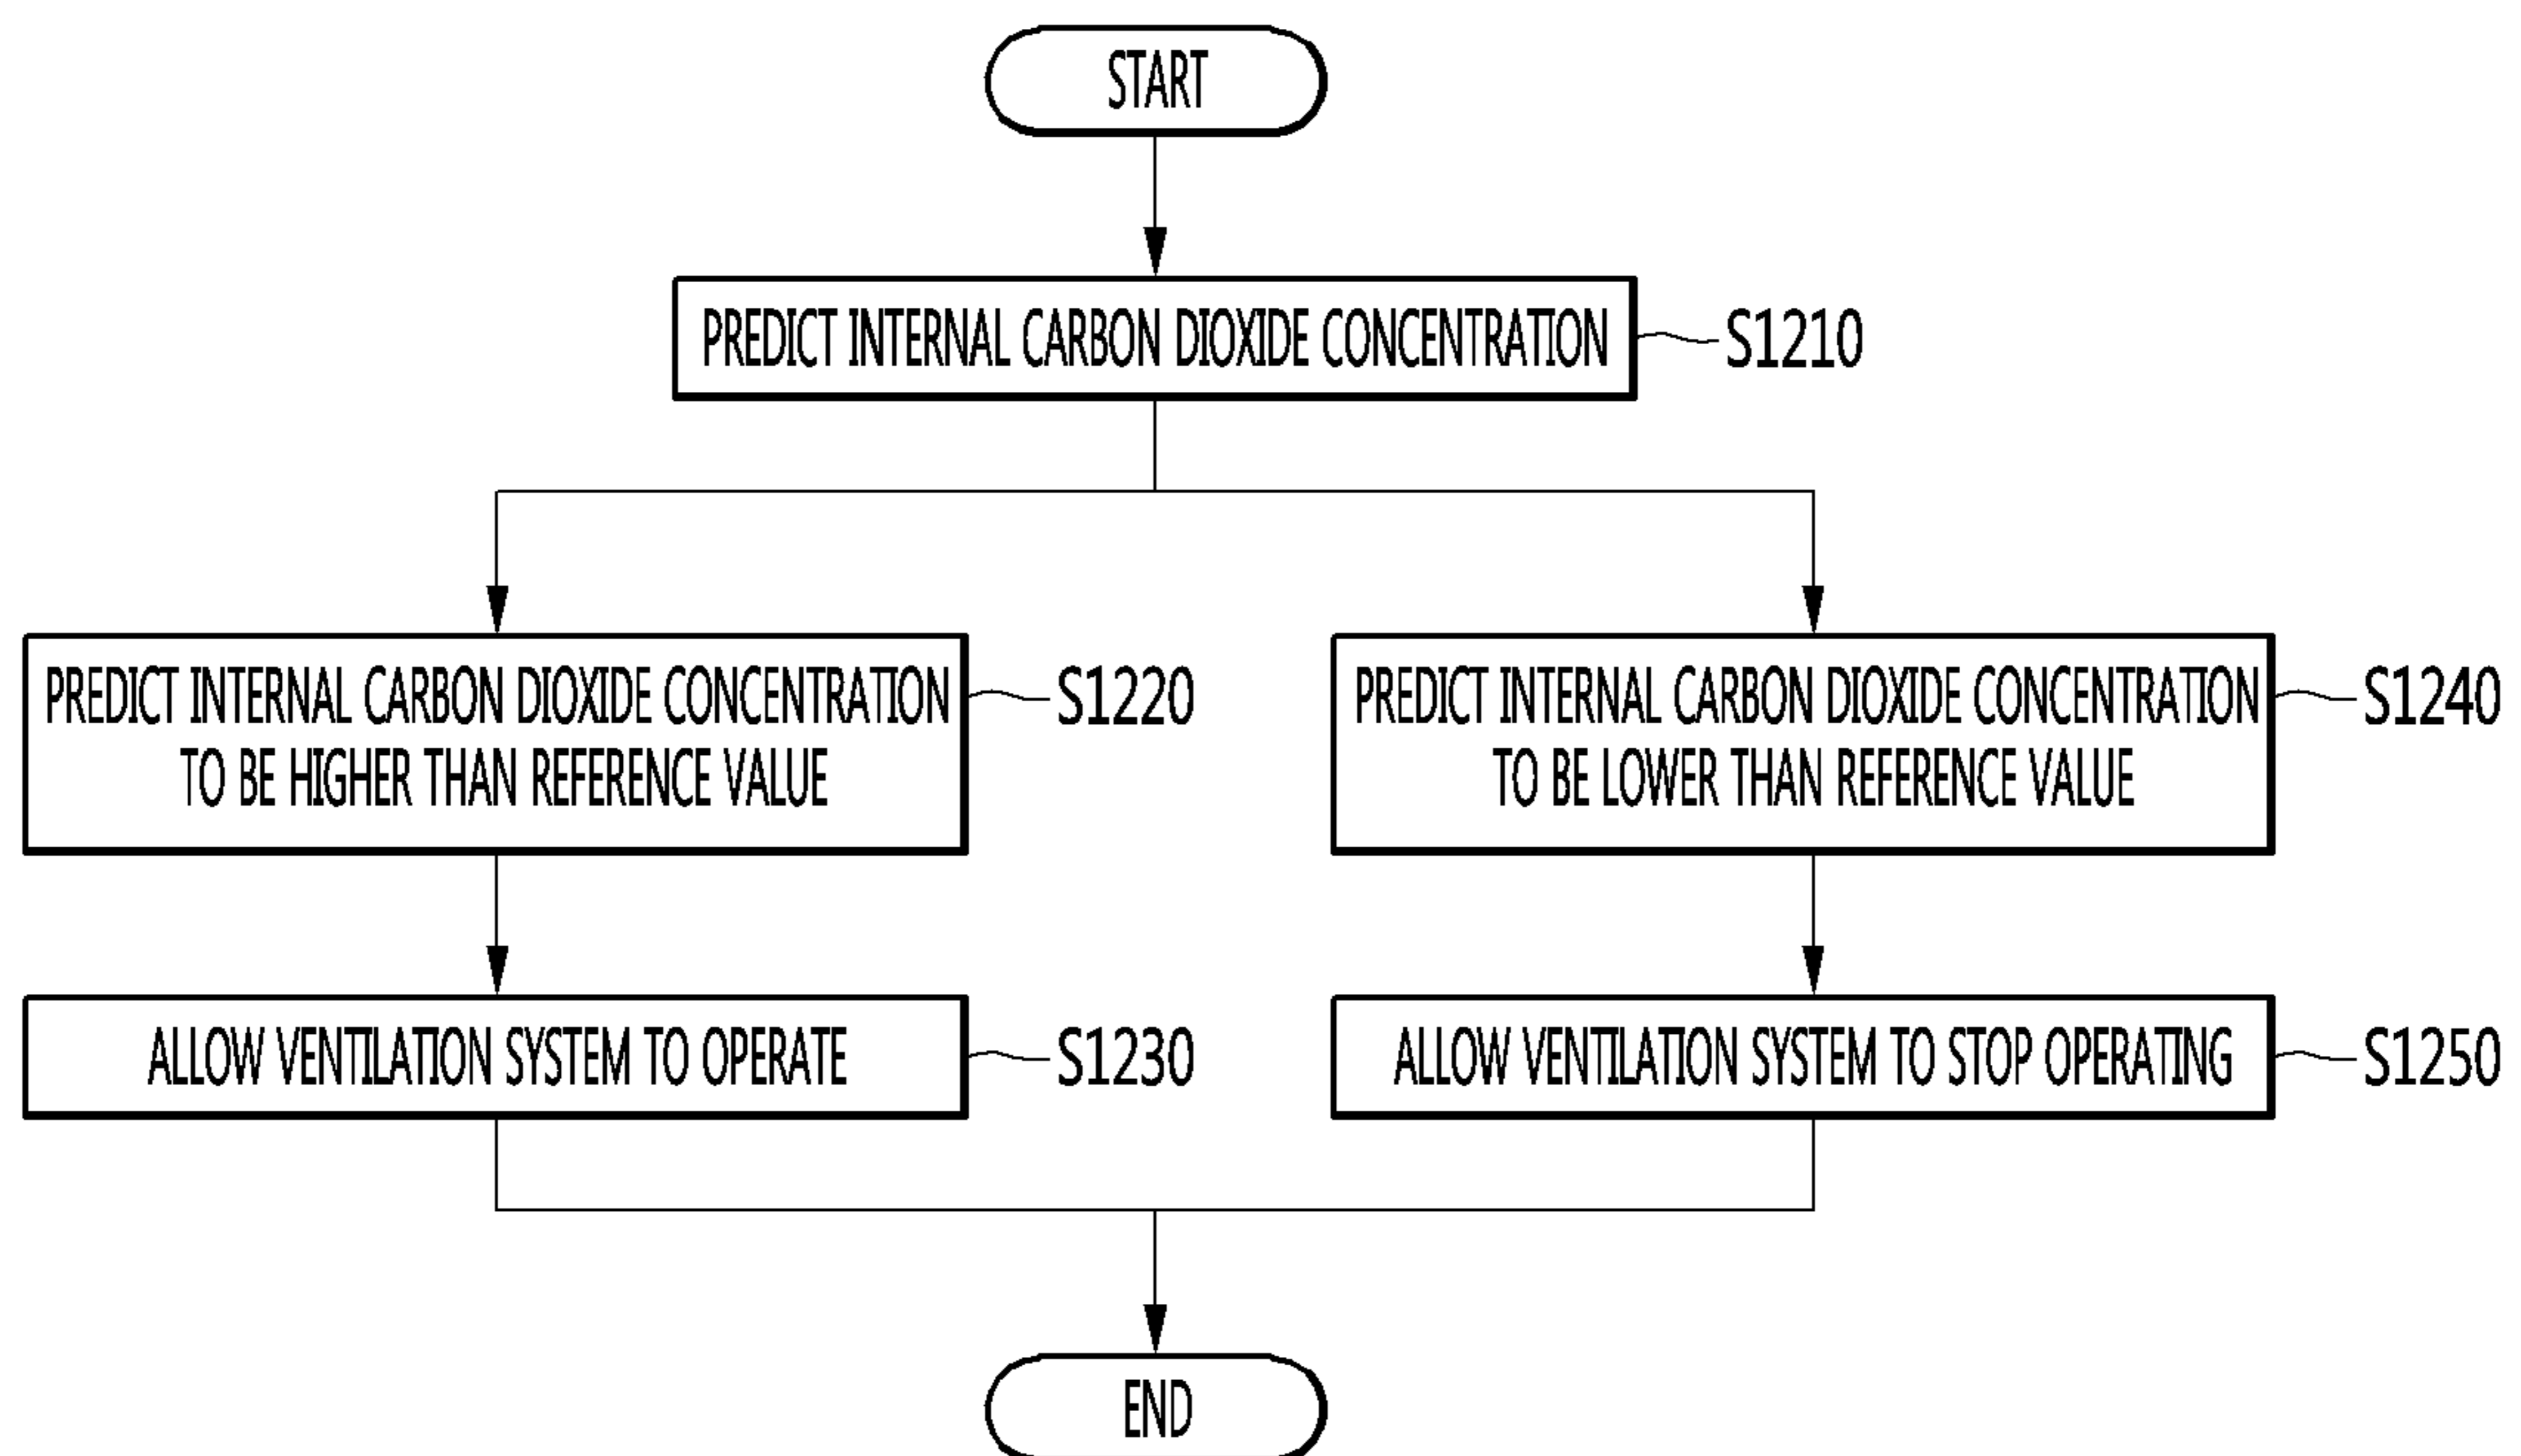 START
PREDICT INTERNAL CARBON DIOXIDE CONCENTRATION
S1210
PREDICT INTERNAL CARBON DIOXIDE CONCENTRATION
TO BE HIGHER THAN REFERENCE VALUE
S1220
PREDICT INTERNAL CARBON DIOXIDE CONCENTRATION
TO BE LOWER THAN REFERENCE VALUE
S1240
ALLOW VENTILATION SYSTEM TO OPERATE
S1230
ALLOW VENTILATION SYSTEM TO STOP OPERATING
S1250
END